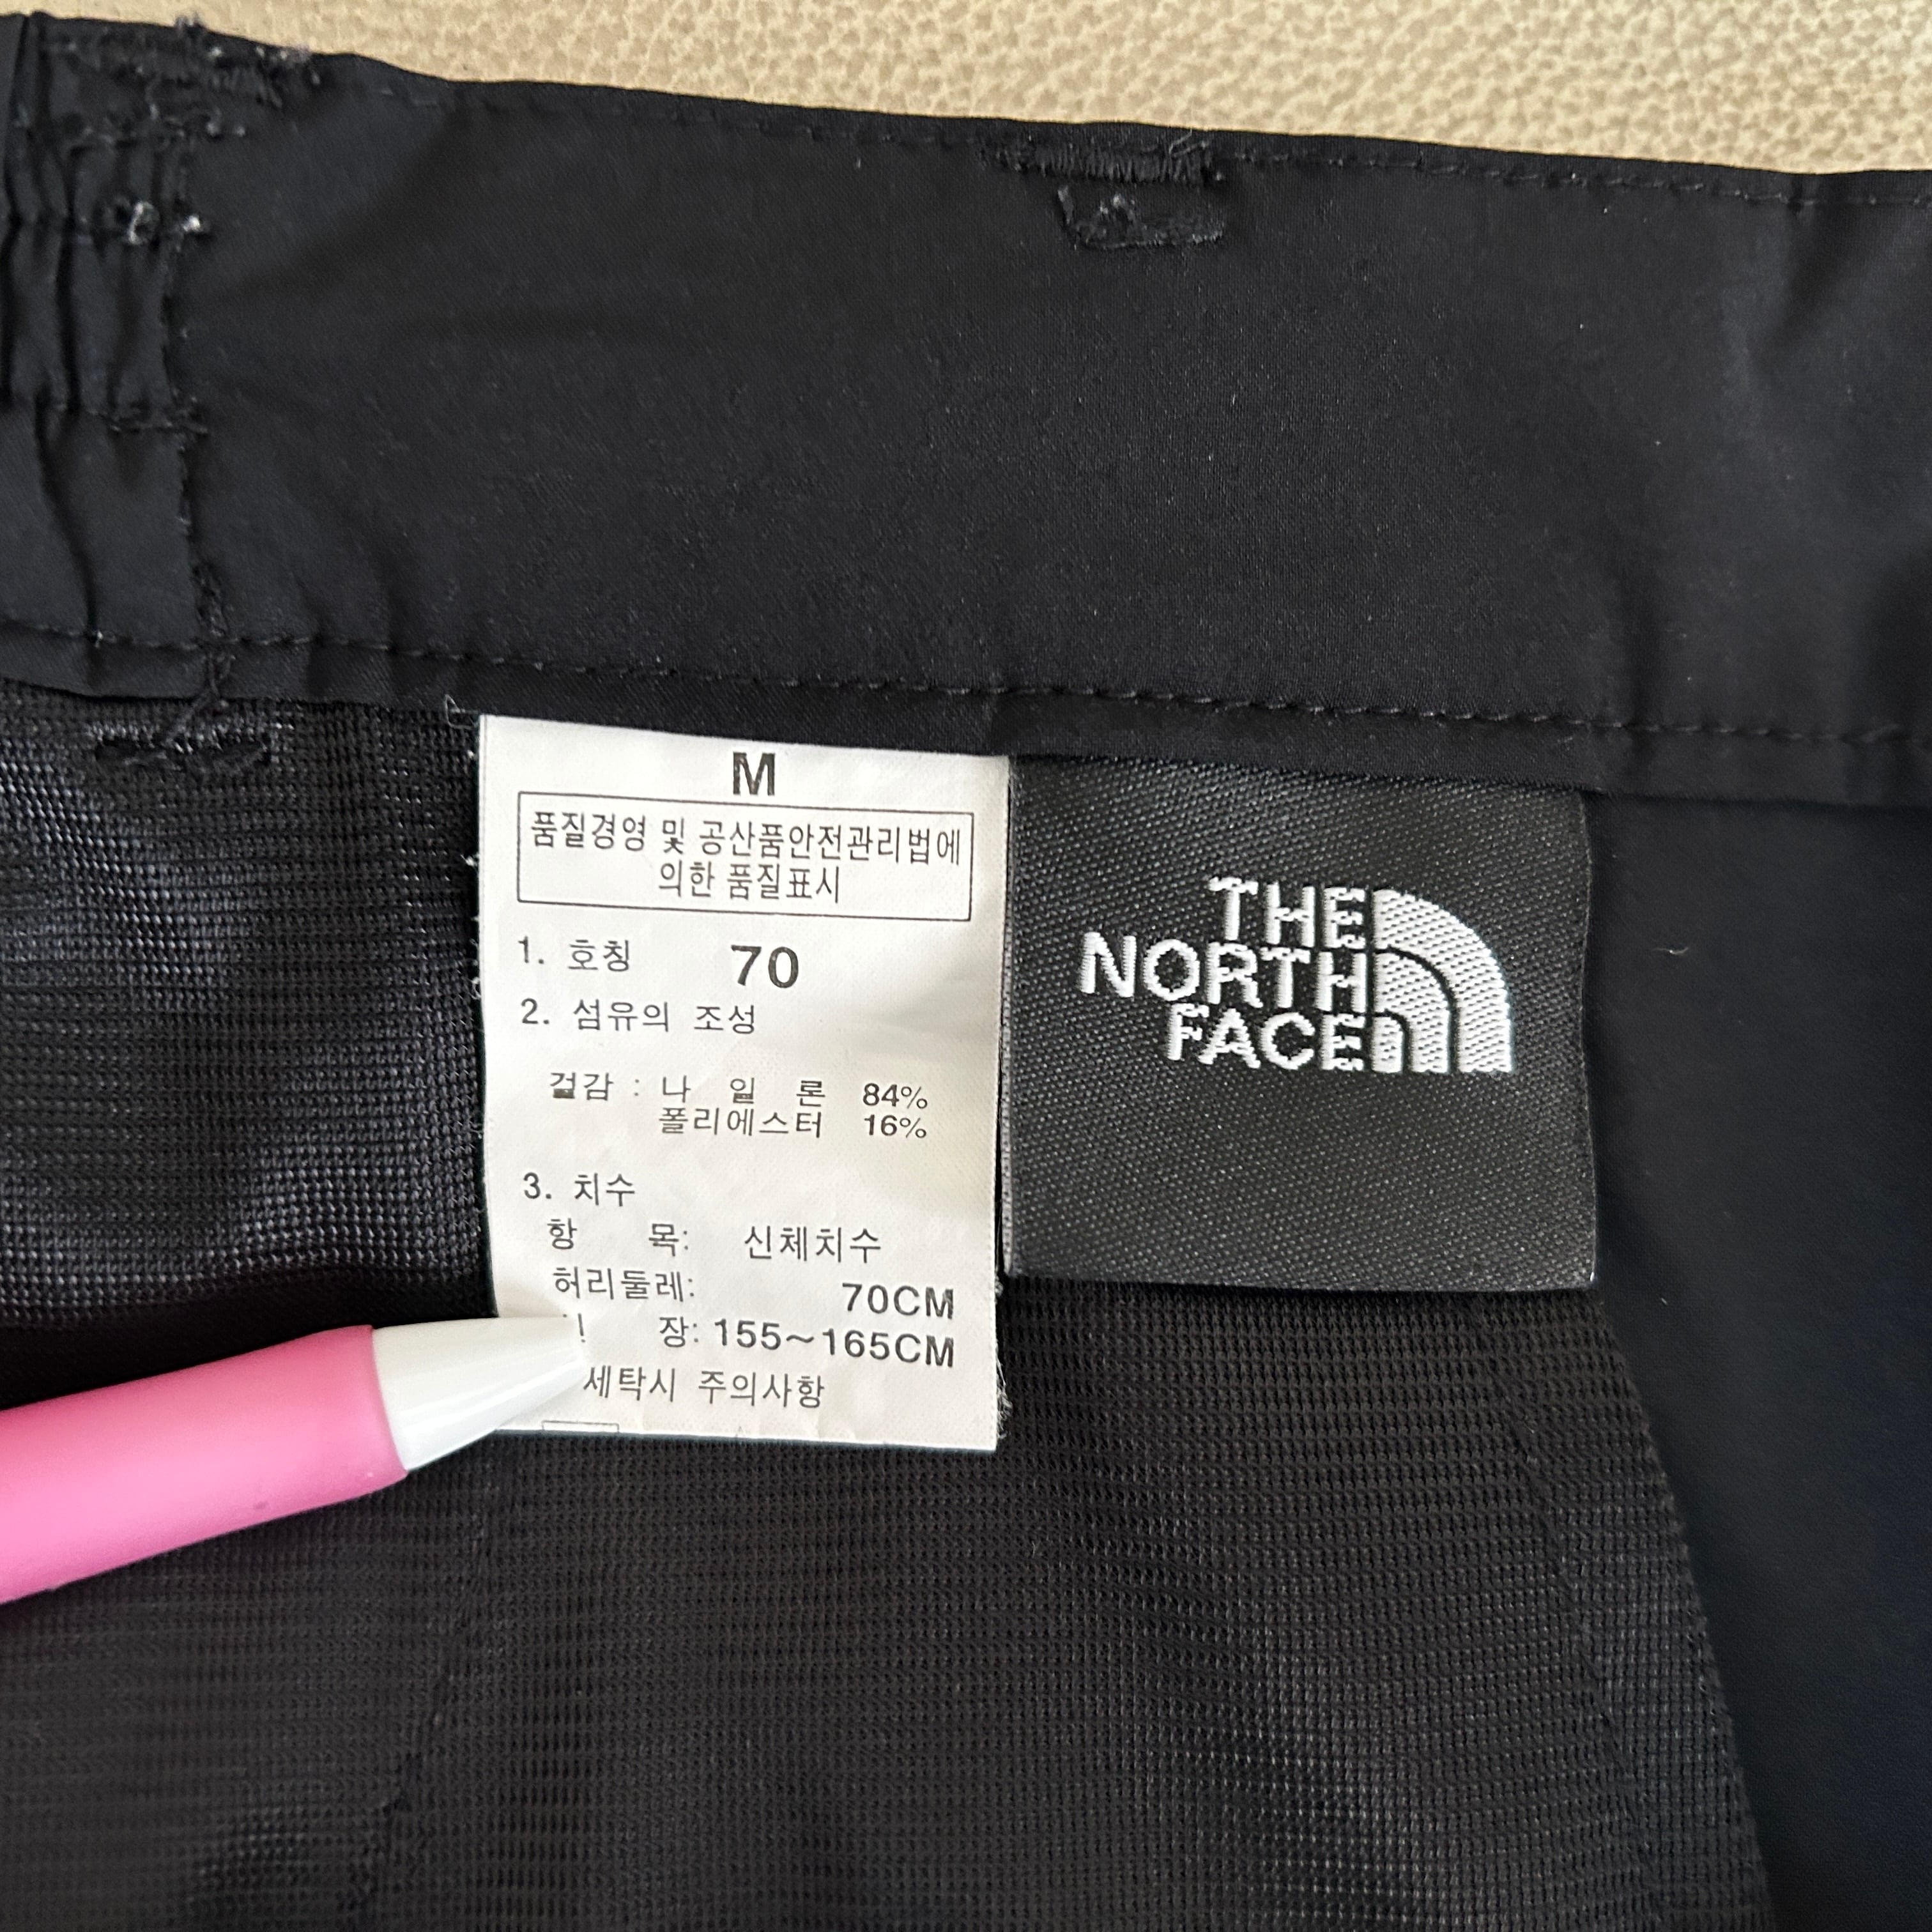 M
품질경영 및 공산품안전관리법에
의한 품질표시
1. 호칭 70
2. 섬유의 조성
겉감 : 나 일 론 84%
폴리에스터 16%
3. 치수
항 목: 신체치수
허리둘레: 70CM
장: 155~165CM
세탁시 주의사항
THE
NORTH
FACE